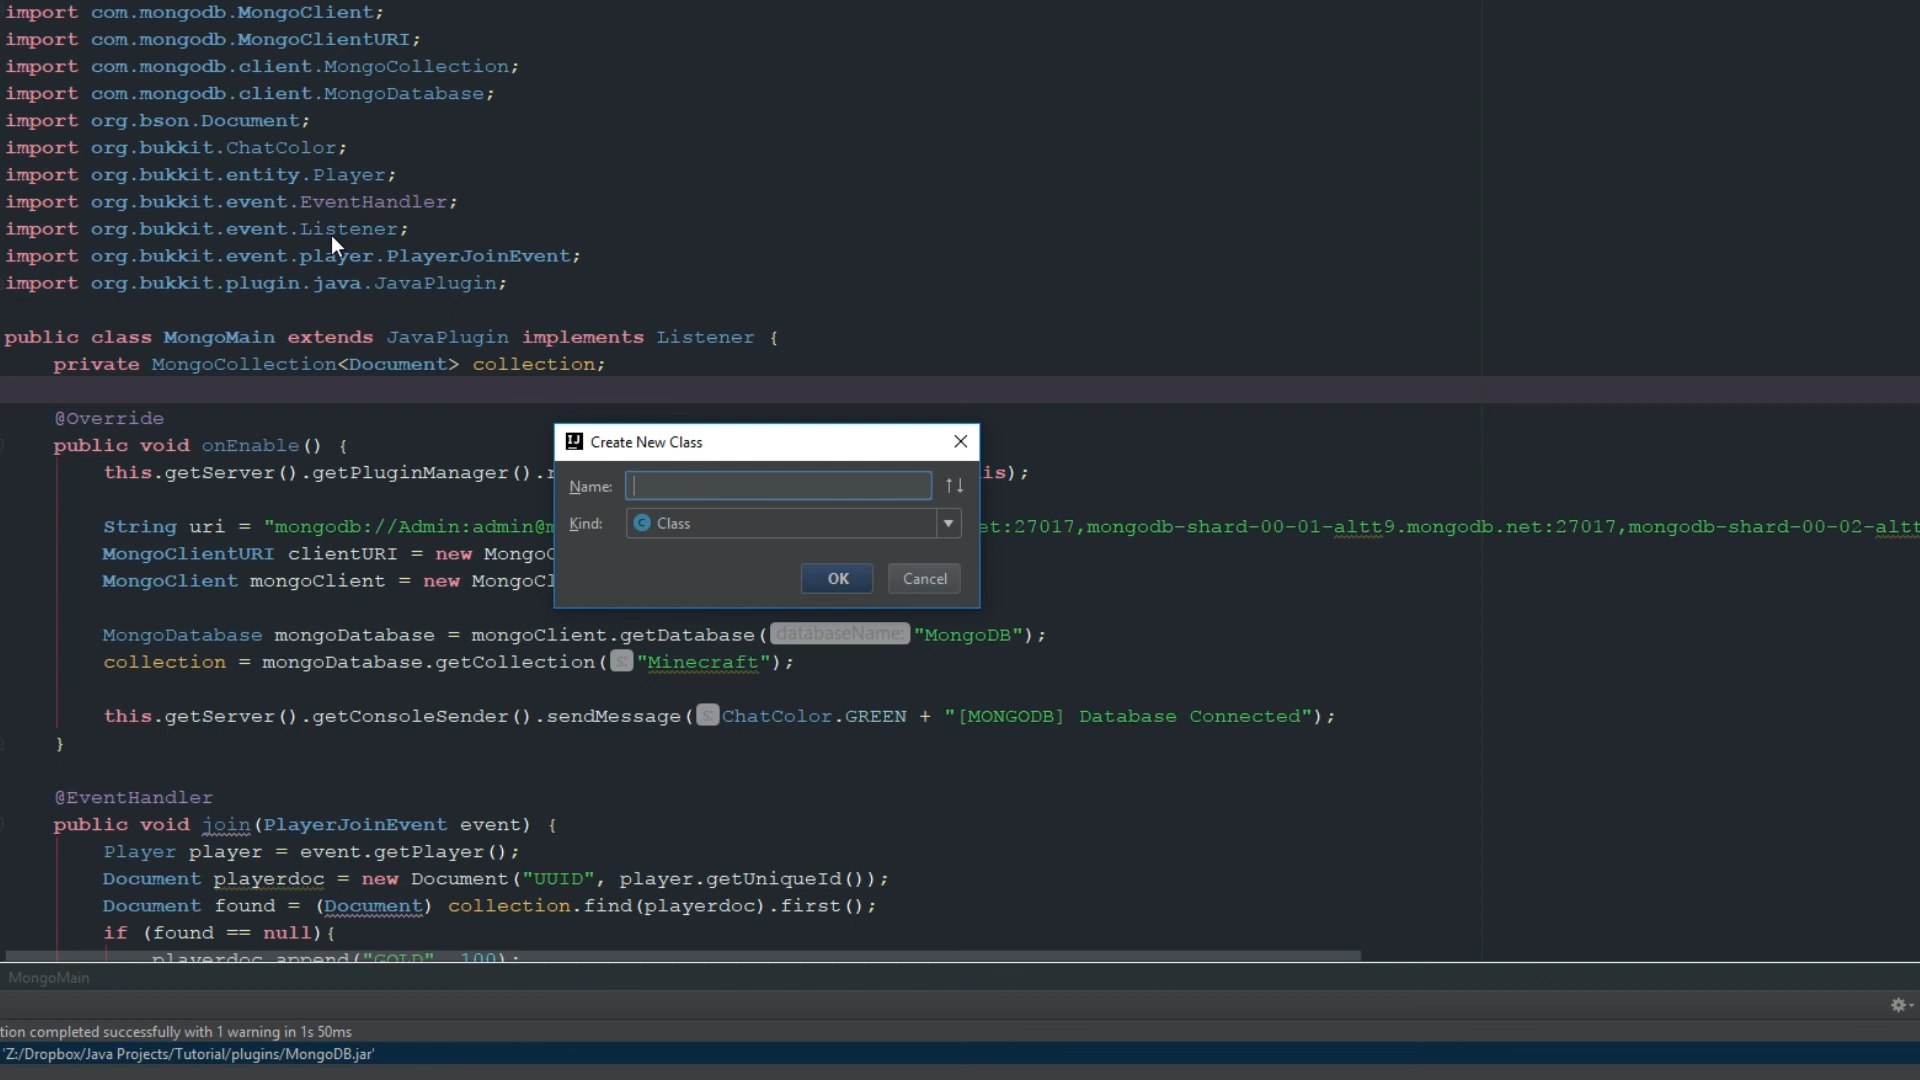 import com.mongodb.MongoClient;
import com.mongodb.MongoClientURI;
import com.mongodb.client.MongoCollection;
import com.mongodb.client.MongoDatabase;
import org.bson.Document;
import org.bukkit.ChatColor;
import org.bukkit.entity.Player;
import org.bukkit.event.EventHandler;
import org.bukkit.event.Listener;
import org.bukkit.event.player.PlayerJoinEvent;
import org.bukkit.plugin.java.JavaPlugin;
public class MongoMain extends JavaPlugin implements Listener {
private MongoCollection<Document> collection;
@Override
public void onEnable() {
this.getServer().getPluginManager().r is);
String uri = "mongodb://Admin:admin@m et:27017,mongodb-shard-00-01-altt9.mongodb.net:27017,mongodb-shard-00-02-altt
MongoClientURI clientURI = new MongoC
MongoClient mongoClient = new MongoCl
MongoDatabase mongoDatabase = mongoClient.getDatabase( databaseName: "MongoDB");
collection = mongoDatabase.getCollection( s: "Minecraft");
this.getServer().getConsoleSender().sendMessage( s: ChatColor.GREEN + "[MONGODB] Database Connected");
}
@EventHandler
public void join(PlayerJoinEvent event) {
Player player = event.getPlayer();
Document playerdoc = new Document("UUID", player.getUniqueId());
Document found = (Document) collection.find(playerdoc).first();
if (found == null){
playerdoc.append("GOLD", 100);
IJ Create New Class
Name:
Kind: C Class
OK Cancel
MongoMain
tion completed successfully with 1 warning in 1s 50ms
'Z:/Dropbox/Java Projects/Tutorial/plugins/MongoDB.jar'